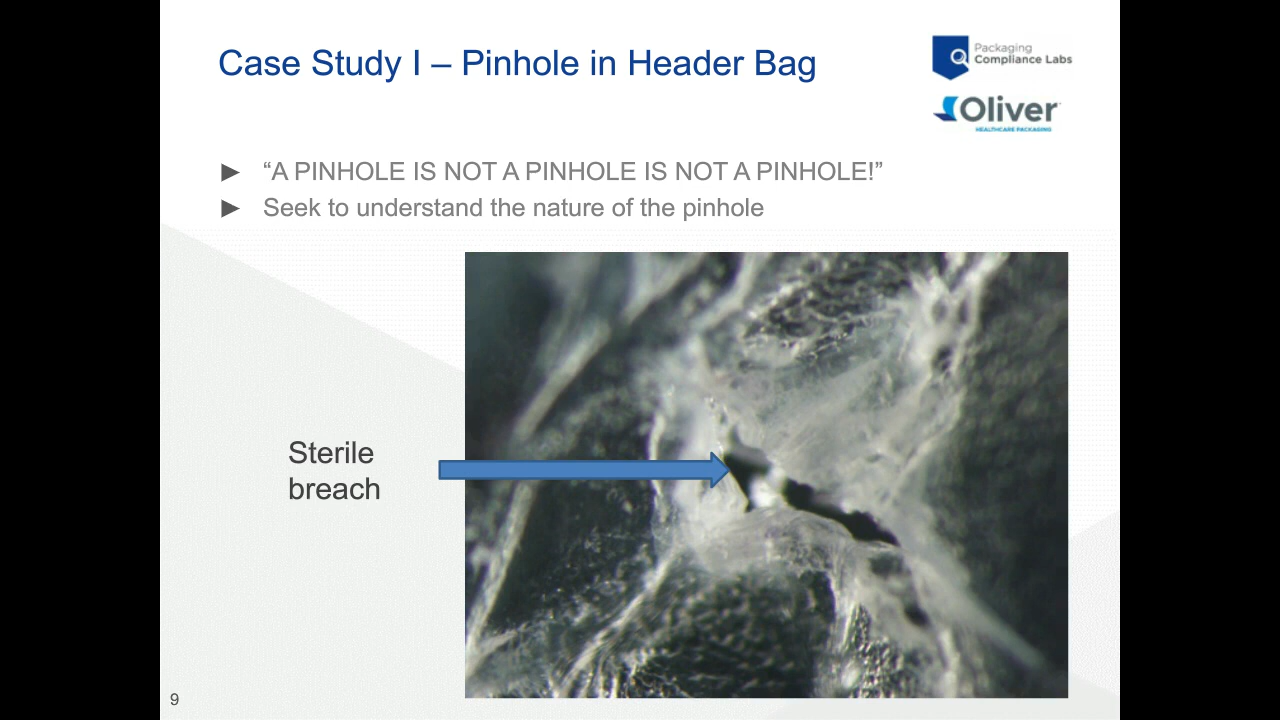 Case Study I – Pinhole in Header Bag
Packaging
Compliance Labs
Oliver
HEALTHCARE PACKAGING
► “A PINHOLE IS NOT A PINHOLE IS NOT A PINHOLE!”
► Seek to understand the nature of the pinhole
Sterile
breach
9